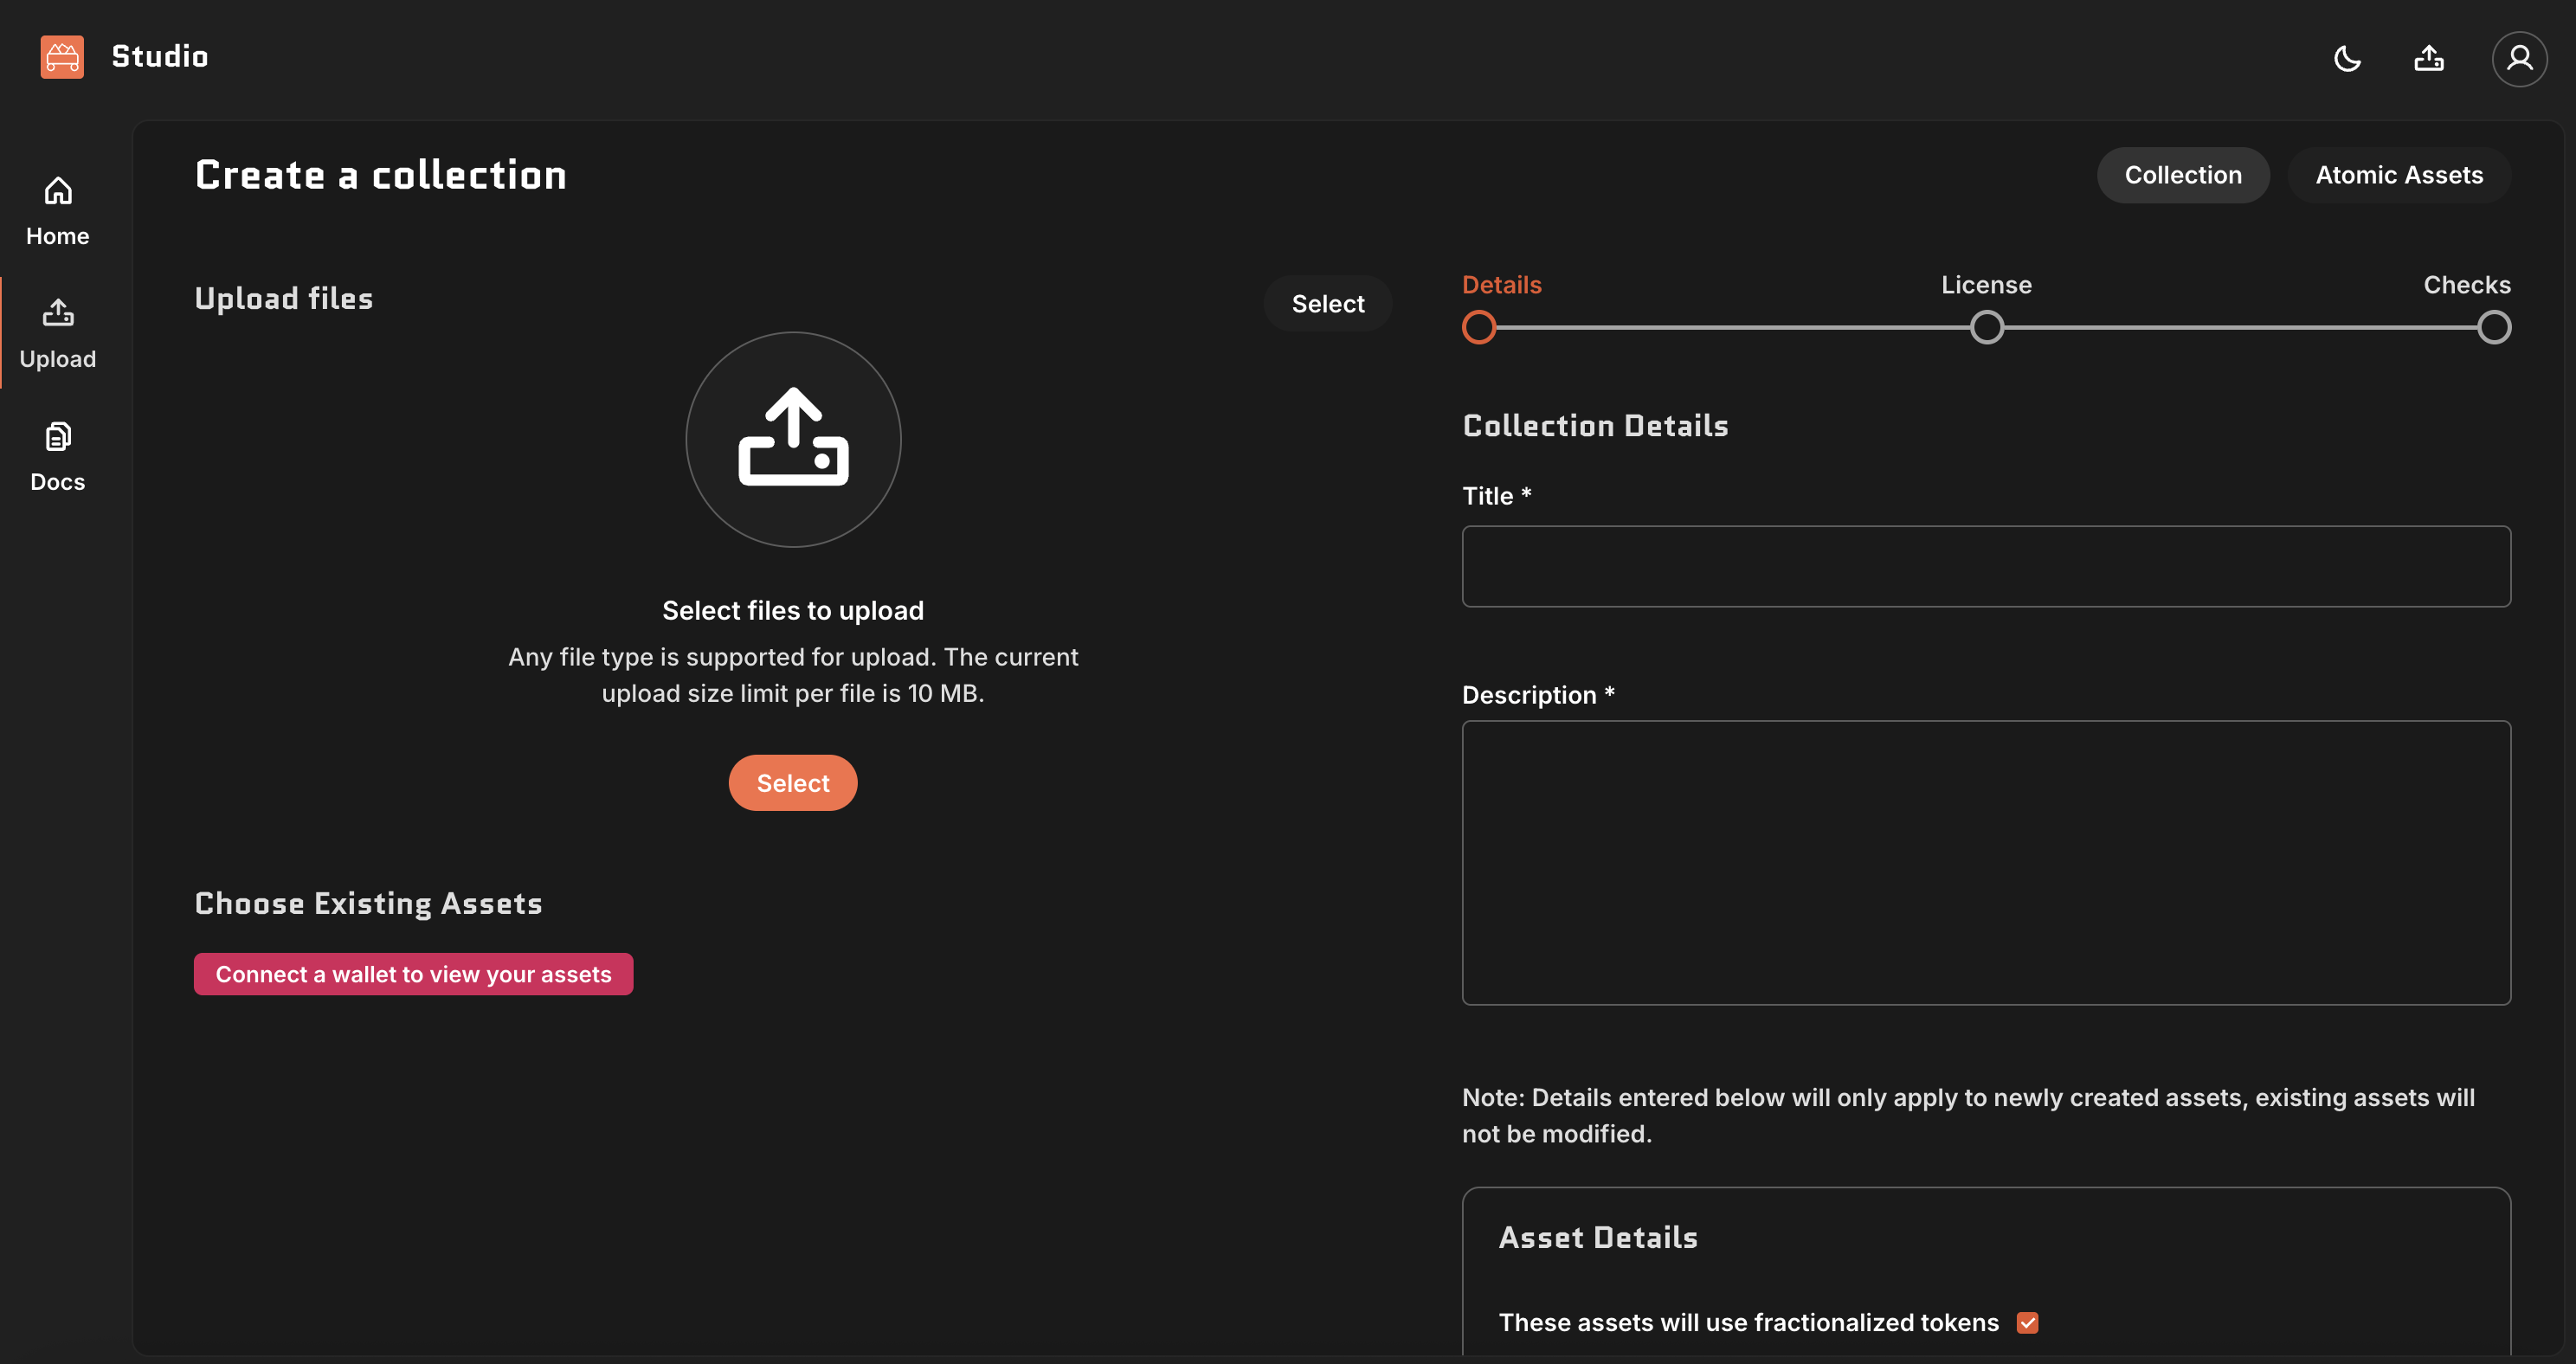 Studio
Home
Upload
Docs
Create a collection
Collection
Atomic Assets
Upload files
Select
Select files to upload
Any file type is supported for upload. The current
upload size limit per file is 10 MB.
Select
Choose Existing Assets
Connect a wallet to view your assets
Details
License
Checks
Collection Details
Title *
Description *
Note: Details entered below will only apply to newly created assets, existing assets will
not be modified.
Asset Details
These assets will use fractionalized tokens